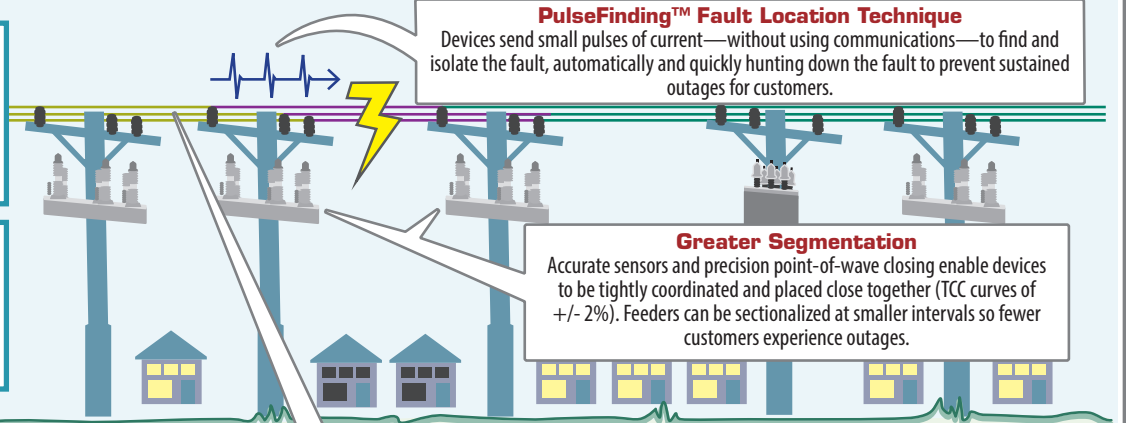 PulseFinding™ Fault Location Technique
Devices send small pulses of current—without using communications—to find and
isolate the fault, automatically and quickly hunting down the fault to prevent sustained
outages for customers.
Greater Segmentation
Accurate sensors and precision point-of-wave closing enable devices
to be tightly coordinated and placed close together (TCC curves of
+/- 2%). Feeders can be sectionalized at smaller intervals so fewer
customers experience outages.